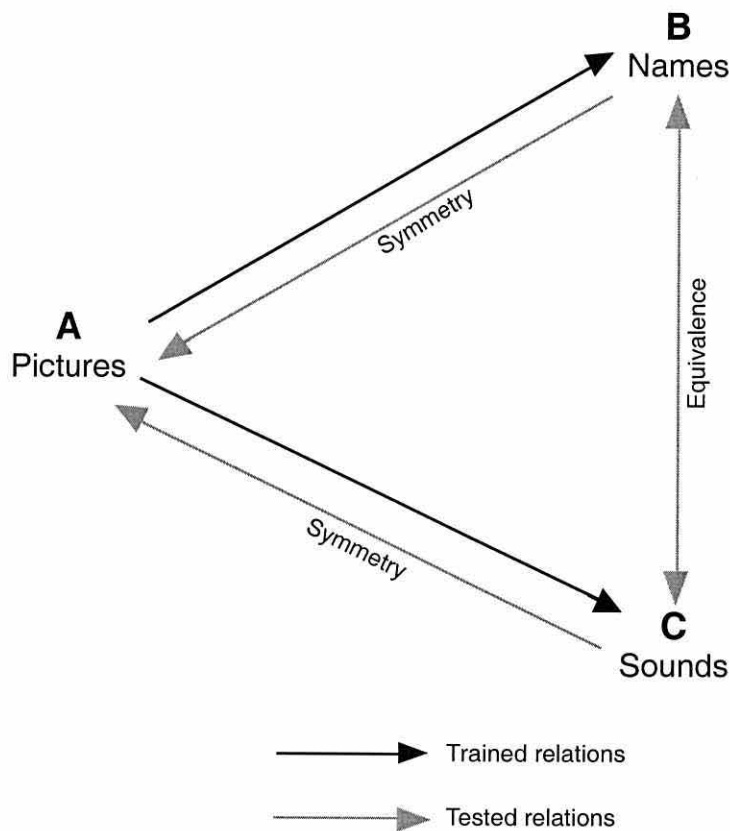 B
Names
Symmetry
A
Pictures
Equivalence
Symmetry
C
Sounds
Trained relations
Tested relations